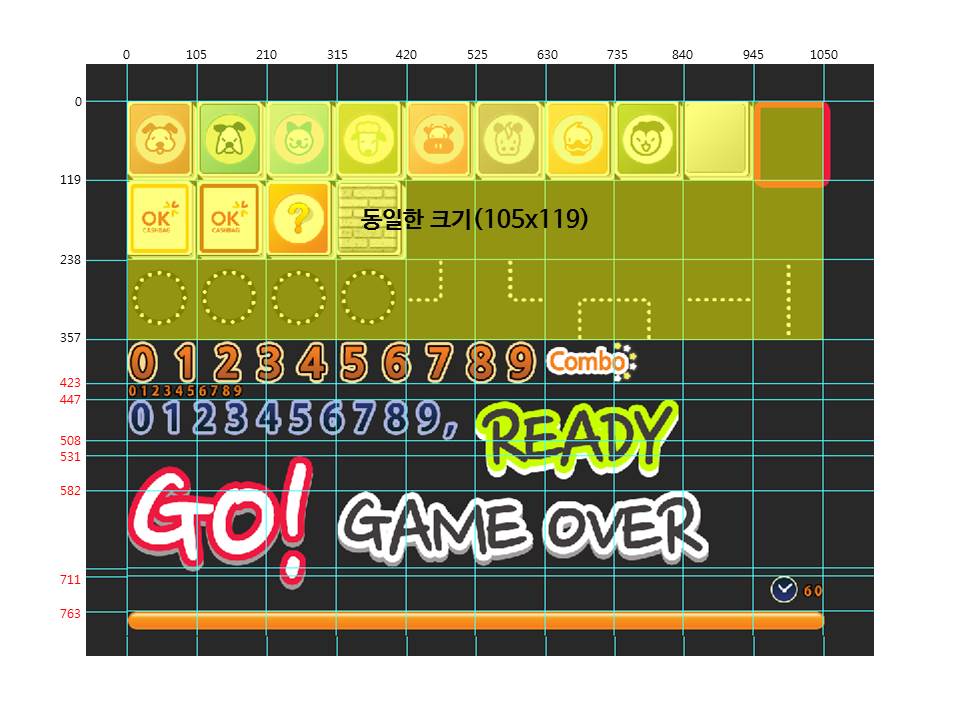 0 105 210 315 420 525 630 735 840 945 1050
0
119
OK CASHBAG OK CASHBAG ?
동일한 크기(105x119)
238
357
0 1 2 3 4 5 6 7 8 9 Combo
423
0 1 2 3 4 5 6 7 8 9
447
0 1 2 3 4 5 6 7 8 9 , READY
508
531
582
GO! GAME OVER
711
60
763